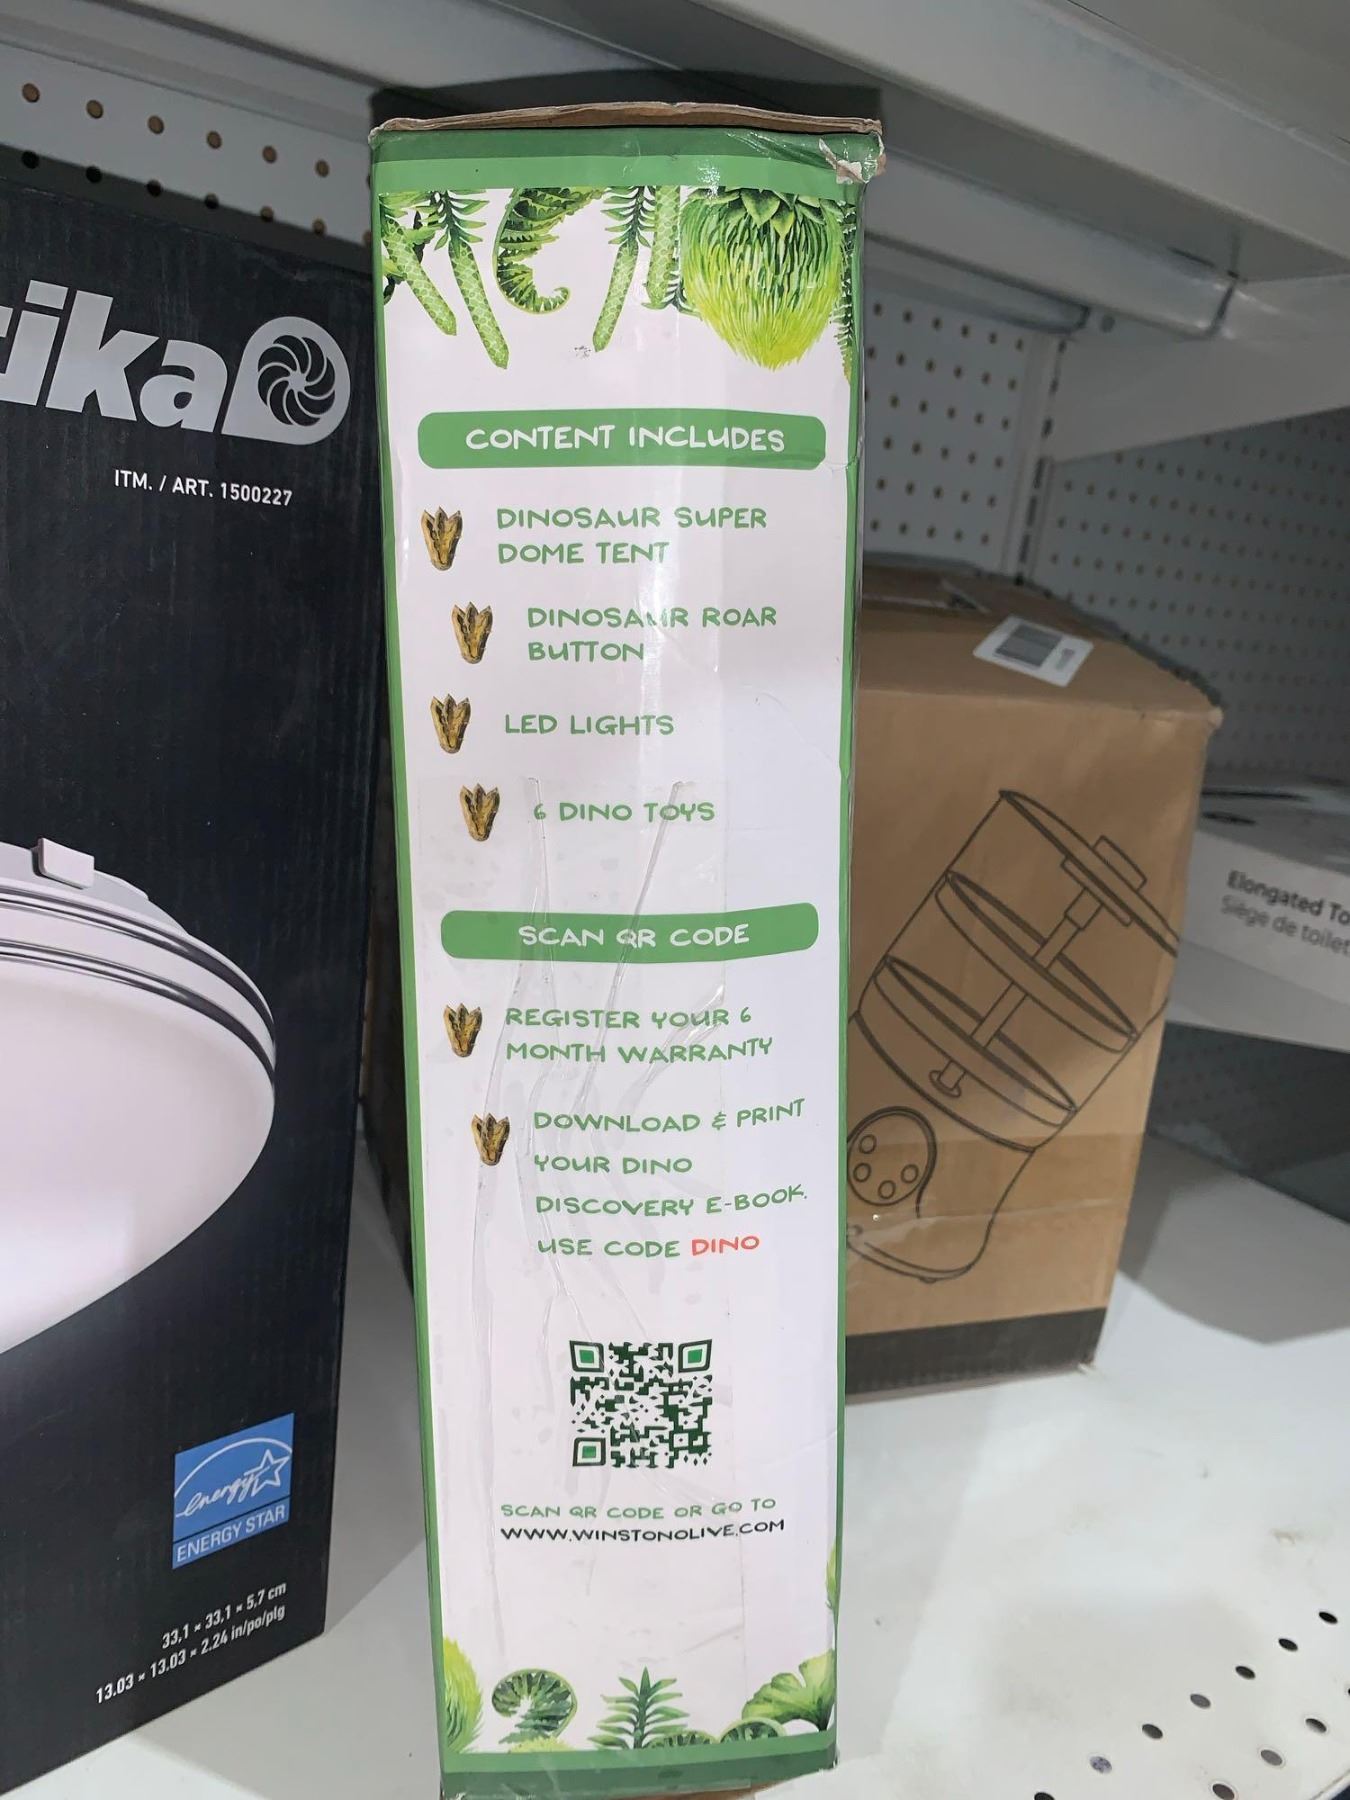 ika
ITM. / ART. 1500227
energy
ENERGY STAR
33,1 × 33,1 × 5,7 cm
13.03 × 13.03 × 2.24 in/po/plg
CONTENT INCLUDES
DINOSAUR SUPER
DOME TENT
DINOSAUR ROAR
BUTTON
LED LIGHTS
6 DINO TOYS
SCAN QR CODE
REGISTER YOUR 6
MONTH WARRANTY
DOWNLOAD & PRINT
YOUR DINO
DISCOVERY E-BOOK.
USE CODE DINO
SCAN QR CODE OR GO TO
WWW.WINSTONOLIVE.COM
Elongated To
Siège de toilet